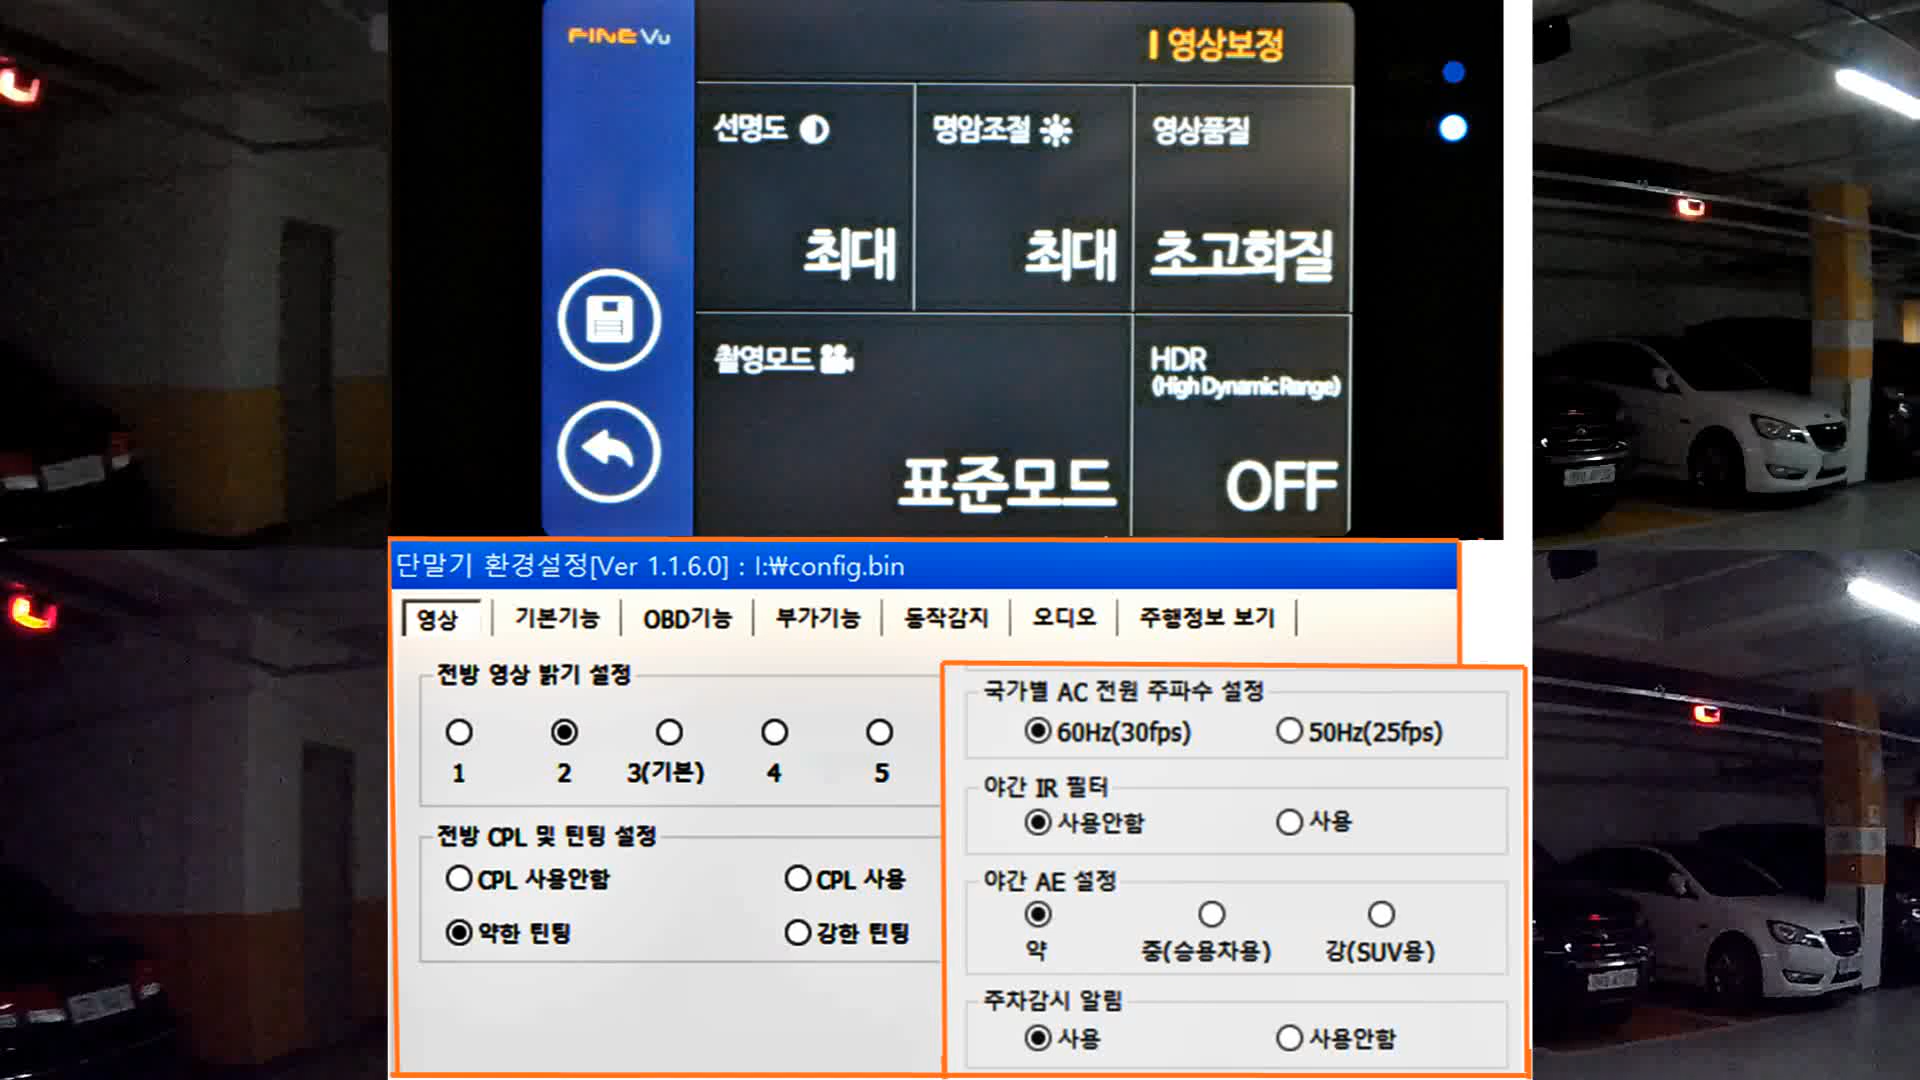 FINEVu
영상보정
선명도
명암조절
영상품질
최대
최대
초고화질
촬영모드
HDR
(High Dynamic Range)
표준모드
OFF
단말기 환경설정[Ver 1.1.6.0] : I:₩config.bin
영상
기본기능
OBD기능
부가기능
동작감지
오디오
주행정보 보기
전방 영상 밝기 설정
1
2
3(기본)
4
5
전방 CPL 및 틴팅 설정
CPL 사용안함
CPL 사용
약한 틴팅
강한 틴팅
국가별 AC 전원 주파수 설정
60Hz(30fps)
50Hz(25fps)
야간 IR 필터
사용안함
사용
야간 AE 설정
약
중(승용차용)
강(SUV용)
주차감시 알림
사용
사용안함